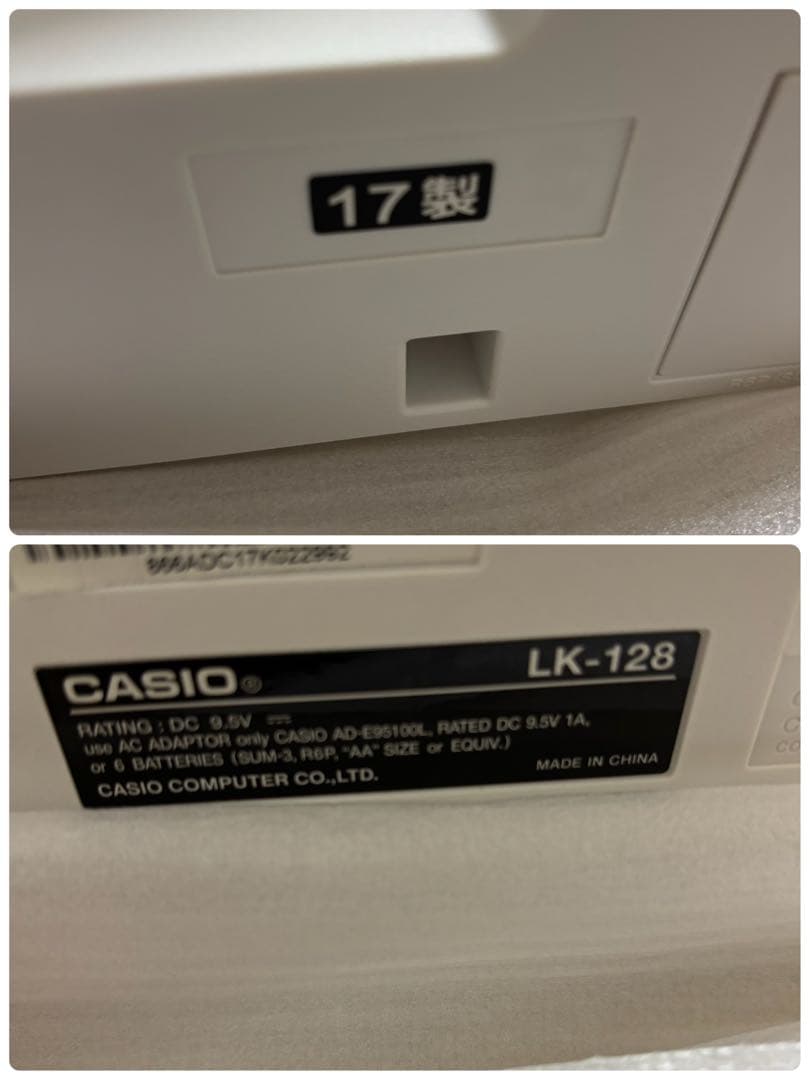 17製
866ADC17K022992
CASIO®
LK-128
RATING : DC 9.5V ⎓
use AC ADAPTOR only CASIO AD-E95100L, RATED DC 9.5V 1A,
or 6 BATTERIES (SUM-3, R6P, "AA" SIZE or EQUIV.)
CASIO COMPUTER CO.,LTD.
MADE IN CHINA